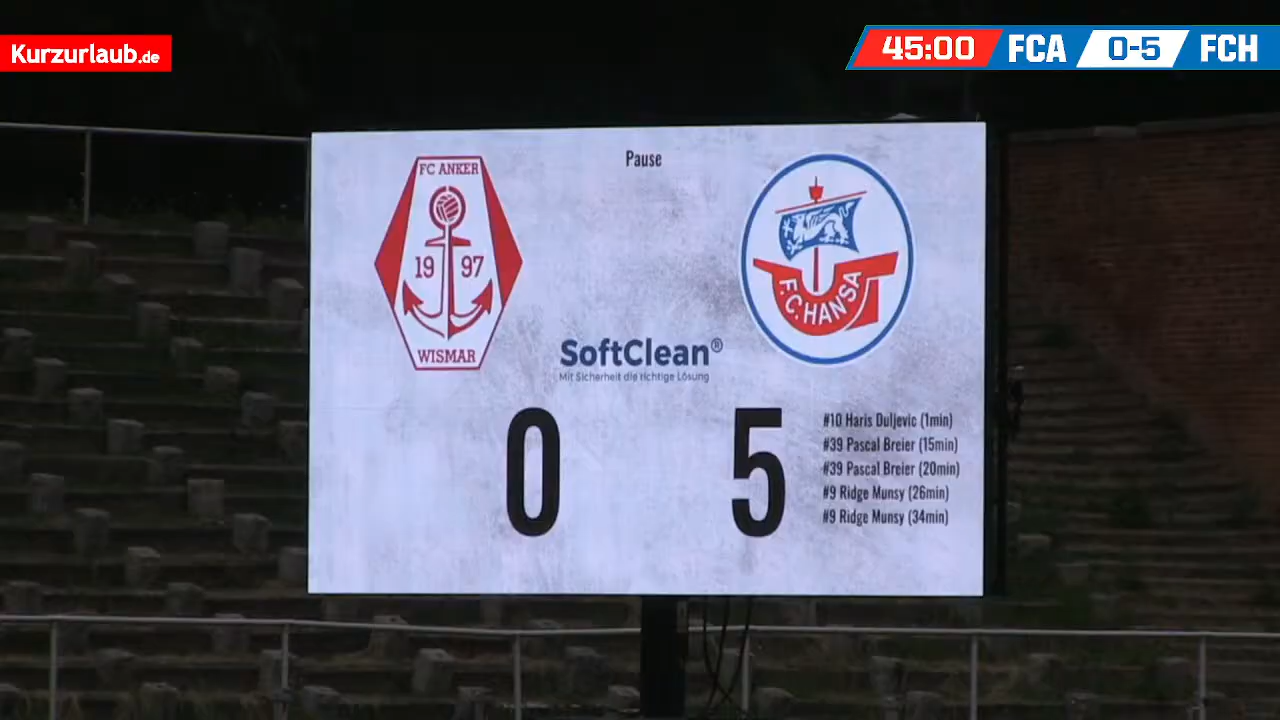 Kurzurlaub.de
45:00 FCA 0-5 FCH
Pause
FC ANKER
19 97
WISMAR
F.C.HANSA
SoftClean®
Mit Sicherheit die richtige Lösung
0 5
#10 Haris Duljevic (1min)
#39 Pascal Breier (15min)
#39 Pascal Breier (20min)
#9 Ridge Munsy (26min)
#9 Ridge Munsy (34min)